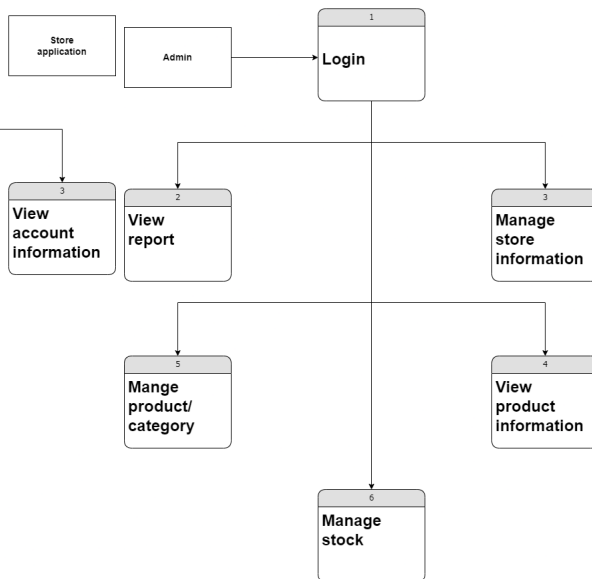 1
Store
application
Admin
Login
3
View
account
information
2
View
report
3
Manage
store
information
5
Mange
product/
category
4
View
product
information
6
Manage
stock